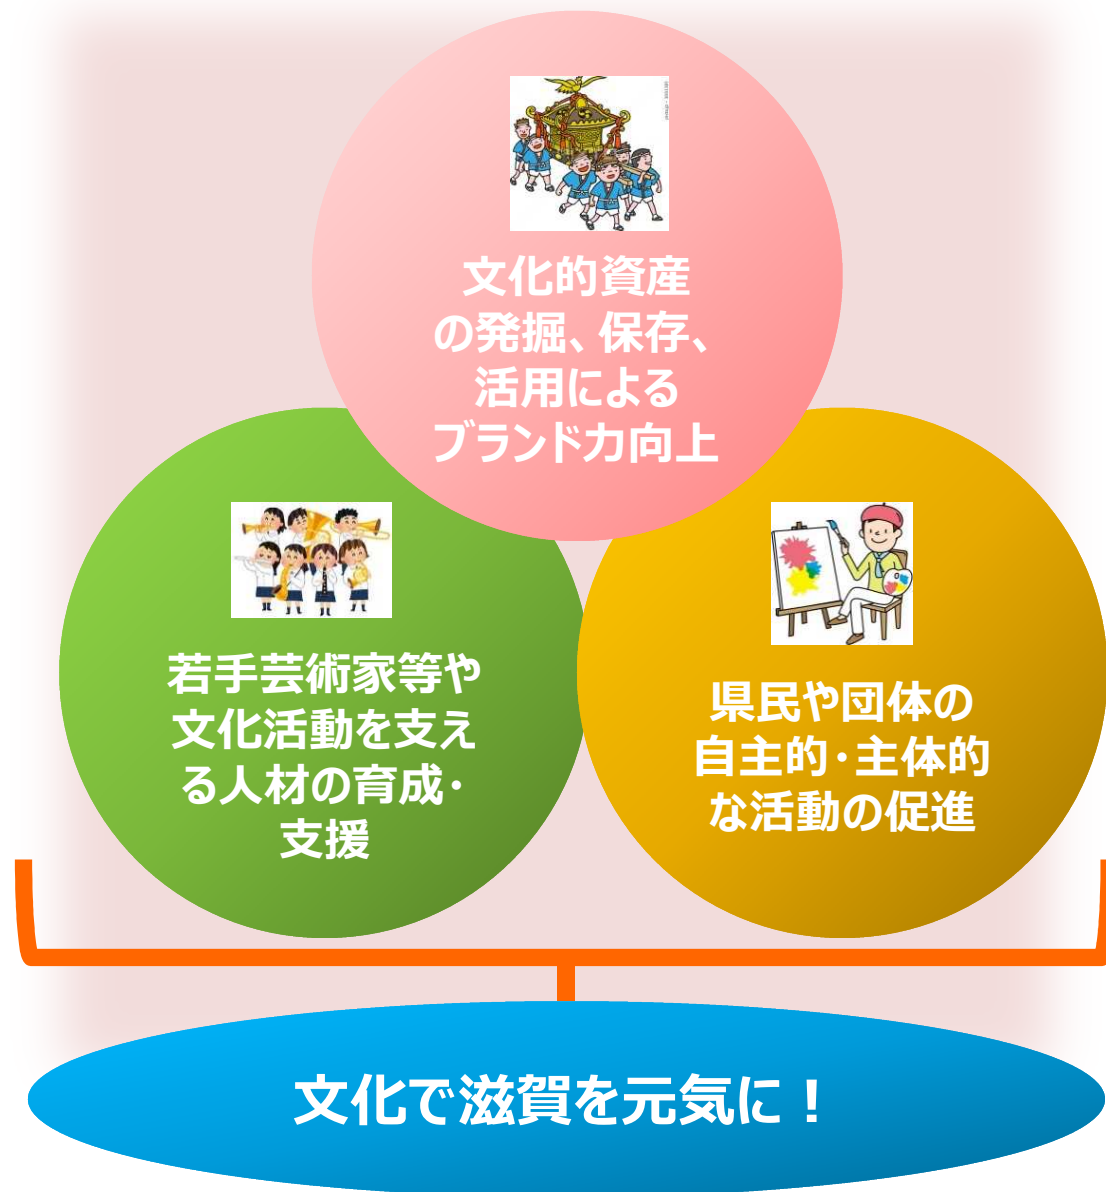 文化的資産
の発掘、保存、
活用による
ブランド力向上
若手芸術家等や
文化活動を支え
る人材の育成・
支援
県民や団体の
自主的・主体的
な活動の促進
文化で滋賀を元気に！